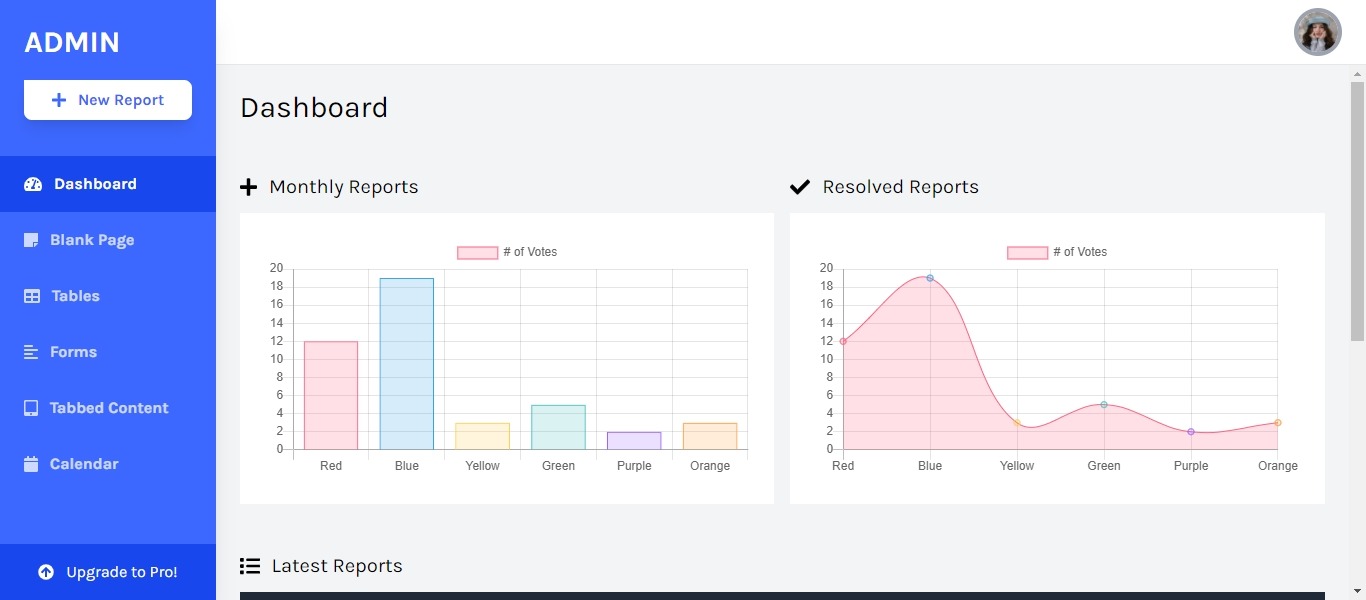 ADMIN
New Report
Dashboard
Blank Page
Tables
Forms
Tabbed Content
Calendar
Upgrade to Pro!
Dashboard
Monthly Reports
# of Votes
20
18
16
14
12
10
8
6
4
2
0
Red Blue Yellow Green Purple Orange
Resolved Reports
# of Votes
20
18
16
14
12
10
8
6
4
2
0
Red Blue Yellow Green Purple Orange
Latest Reports